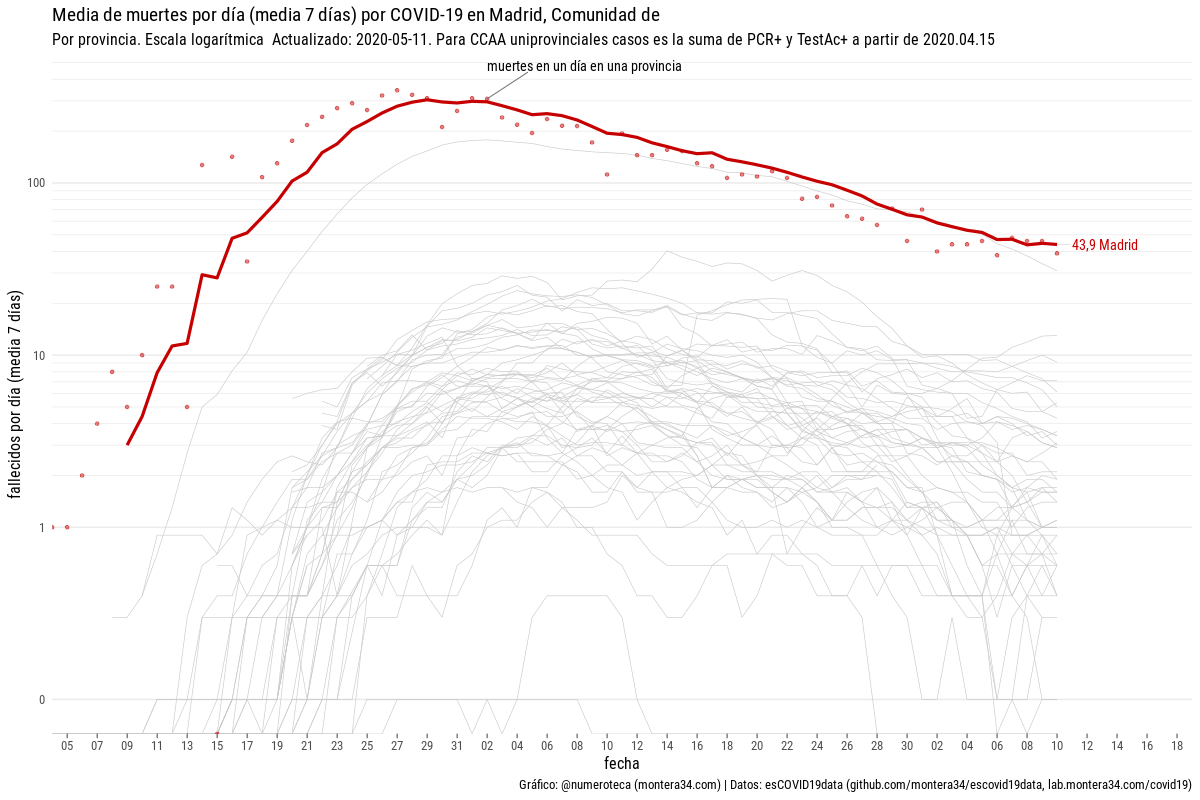 Media de muertes por día (media 7 días) por COVID-19 en Madrid, Comunidad de
Por provincia. Escala logarítmica  Actualizado: 2020-05-11. Para CCAA uniprovinciales casos es la suma de PCR+ y TestAc+ a partir de 2020.04.15
muertes en un día en una provincia
fallecidos por día (media  7 días)
100
10
1
0
43,9 Madrid
05 07 09 11 13 15 17 19 21 23 25 27 29 31 02 04 06 08 10 12 14 16 18 20 22 24 26 28 30 02 04 06 08 10 12 14 16 18
fecha
Gráfico: @numeroteca (montera34.com) | Datos: esCOVID19data (github.com/montera34/escovid19data, lab.montera34.com/covid19)